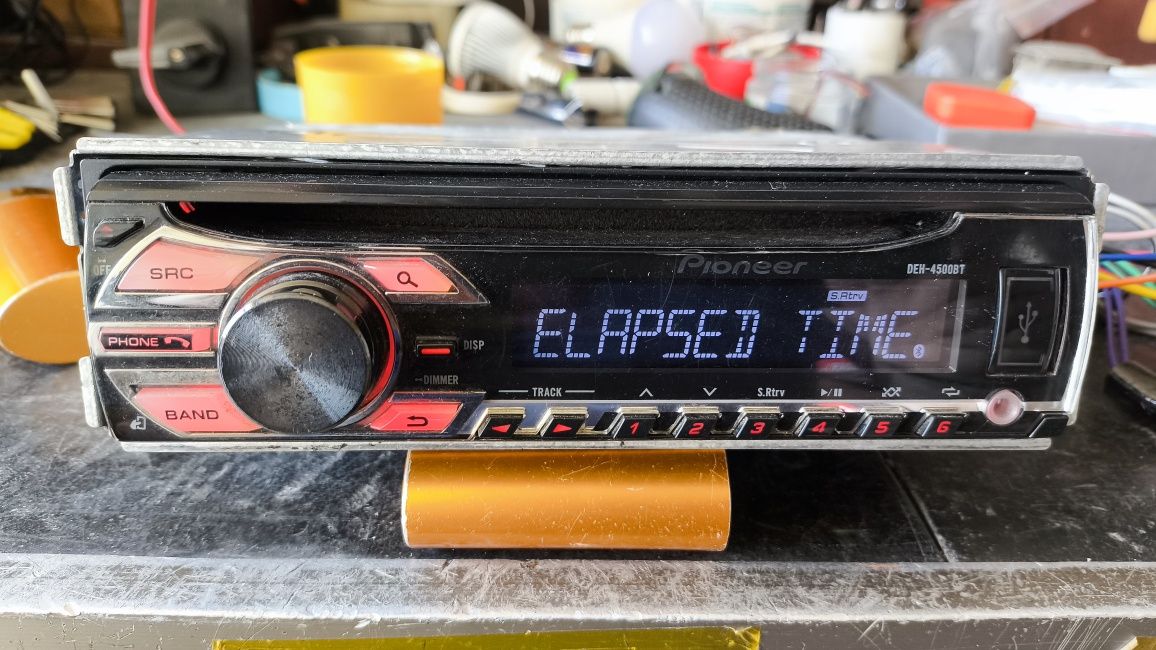 Pioneer
DEH-4500BT
OFF
SRC
S.Rtrv
ELAPSED TIME
PHONE
DISP
DIMMER
TRACK
S.Rtrv
BAND
1 2 3 4 5 6